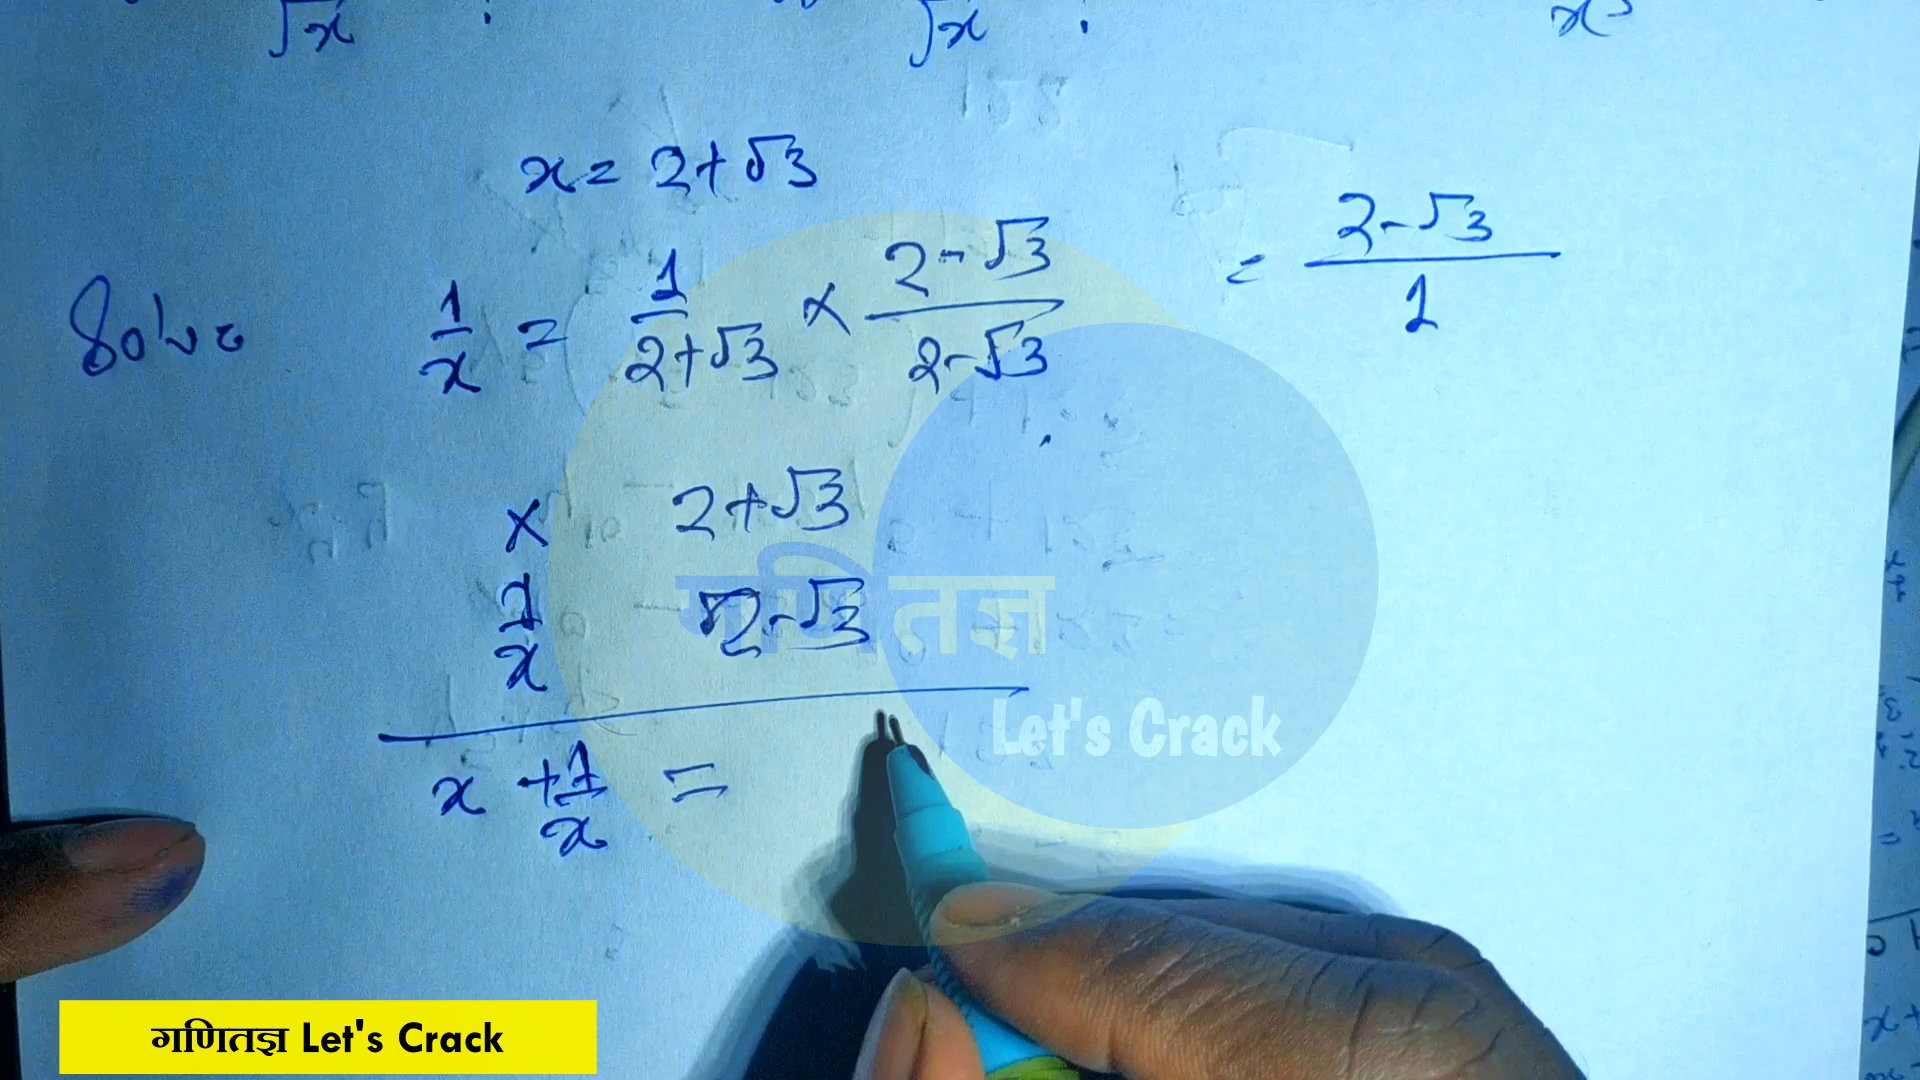 √x . √x . x³
x = 2+√3
Solve 1/x = 1/(2+√3) × (2-√3)/(2-√3) = (2-√3)/1
x 2+√3
1/x 2-√3
x + 1/x =
गणितज्ञ
Let's Crack
गणितज्ञ Let's Crack